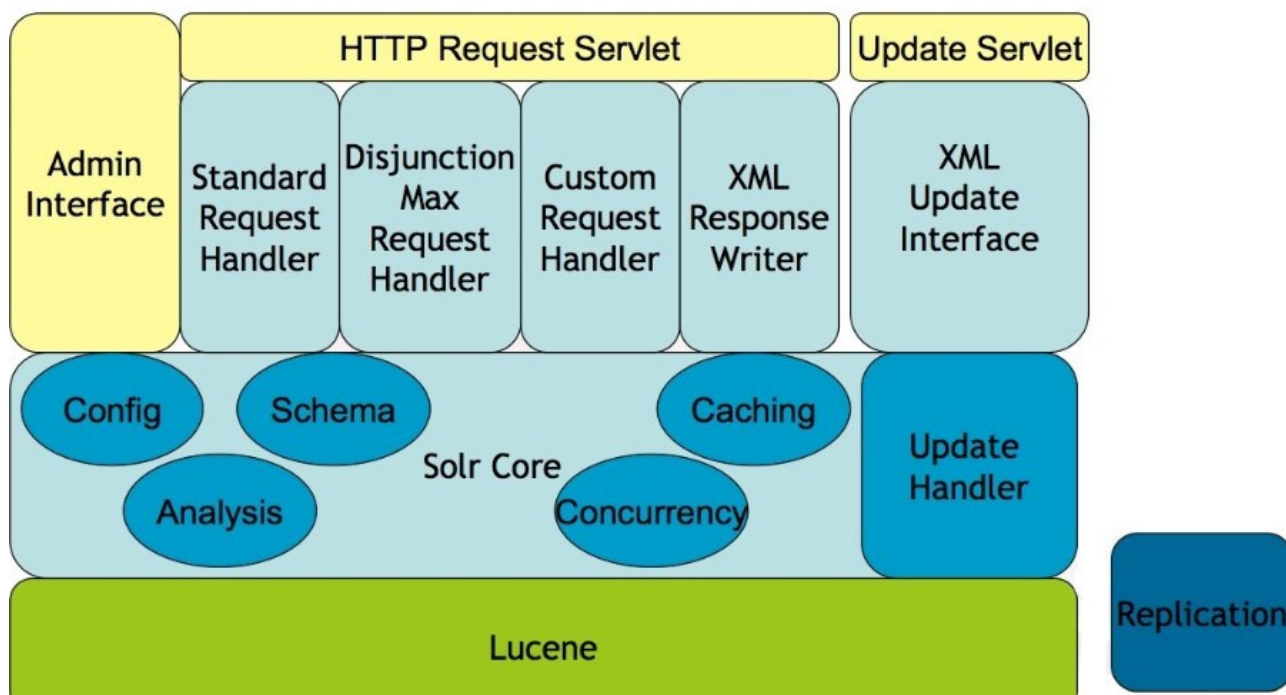 HTTP Request Servlet
Update Servlet
Admin
Interface
Standard
Request
Handler
Disjunction
Max
Request
Handler
Custom
Request
Handler
XML
Response
Writer
XML
Update
Interface
Config
Schema
Caching
Solr Core
Analysis
Concurrency
Update
Handler
Replication
Lucene